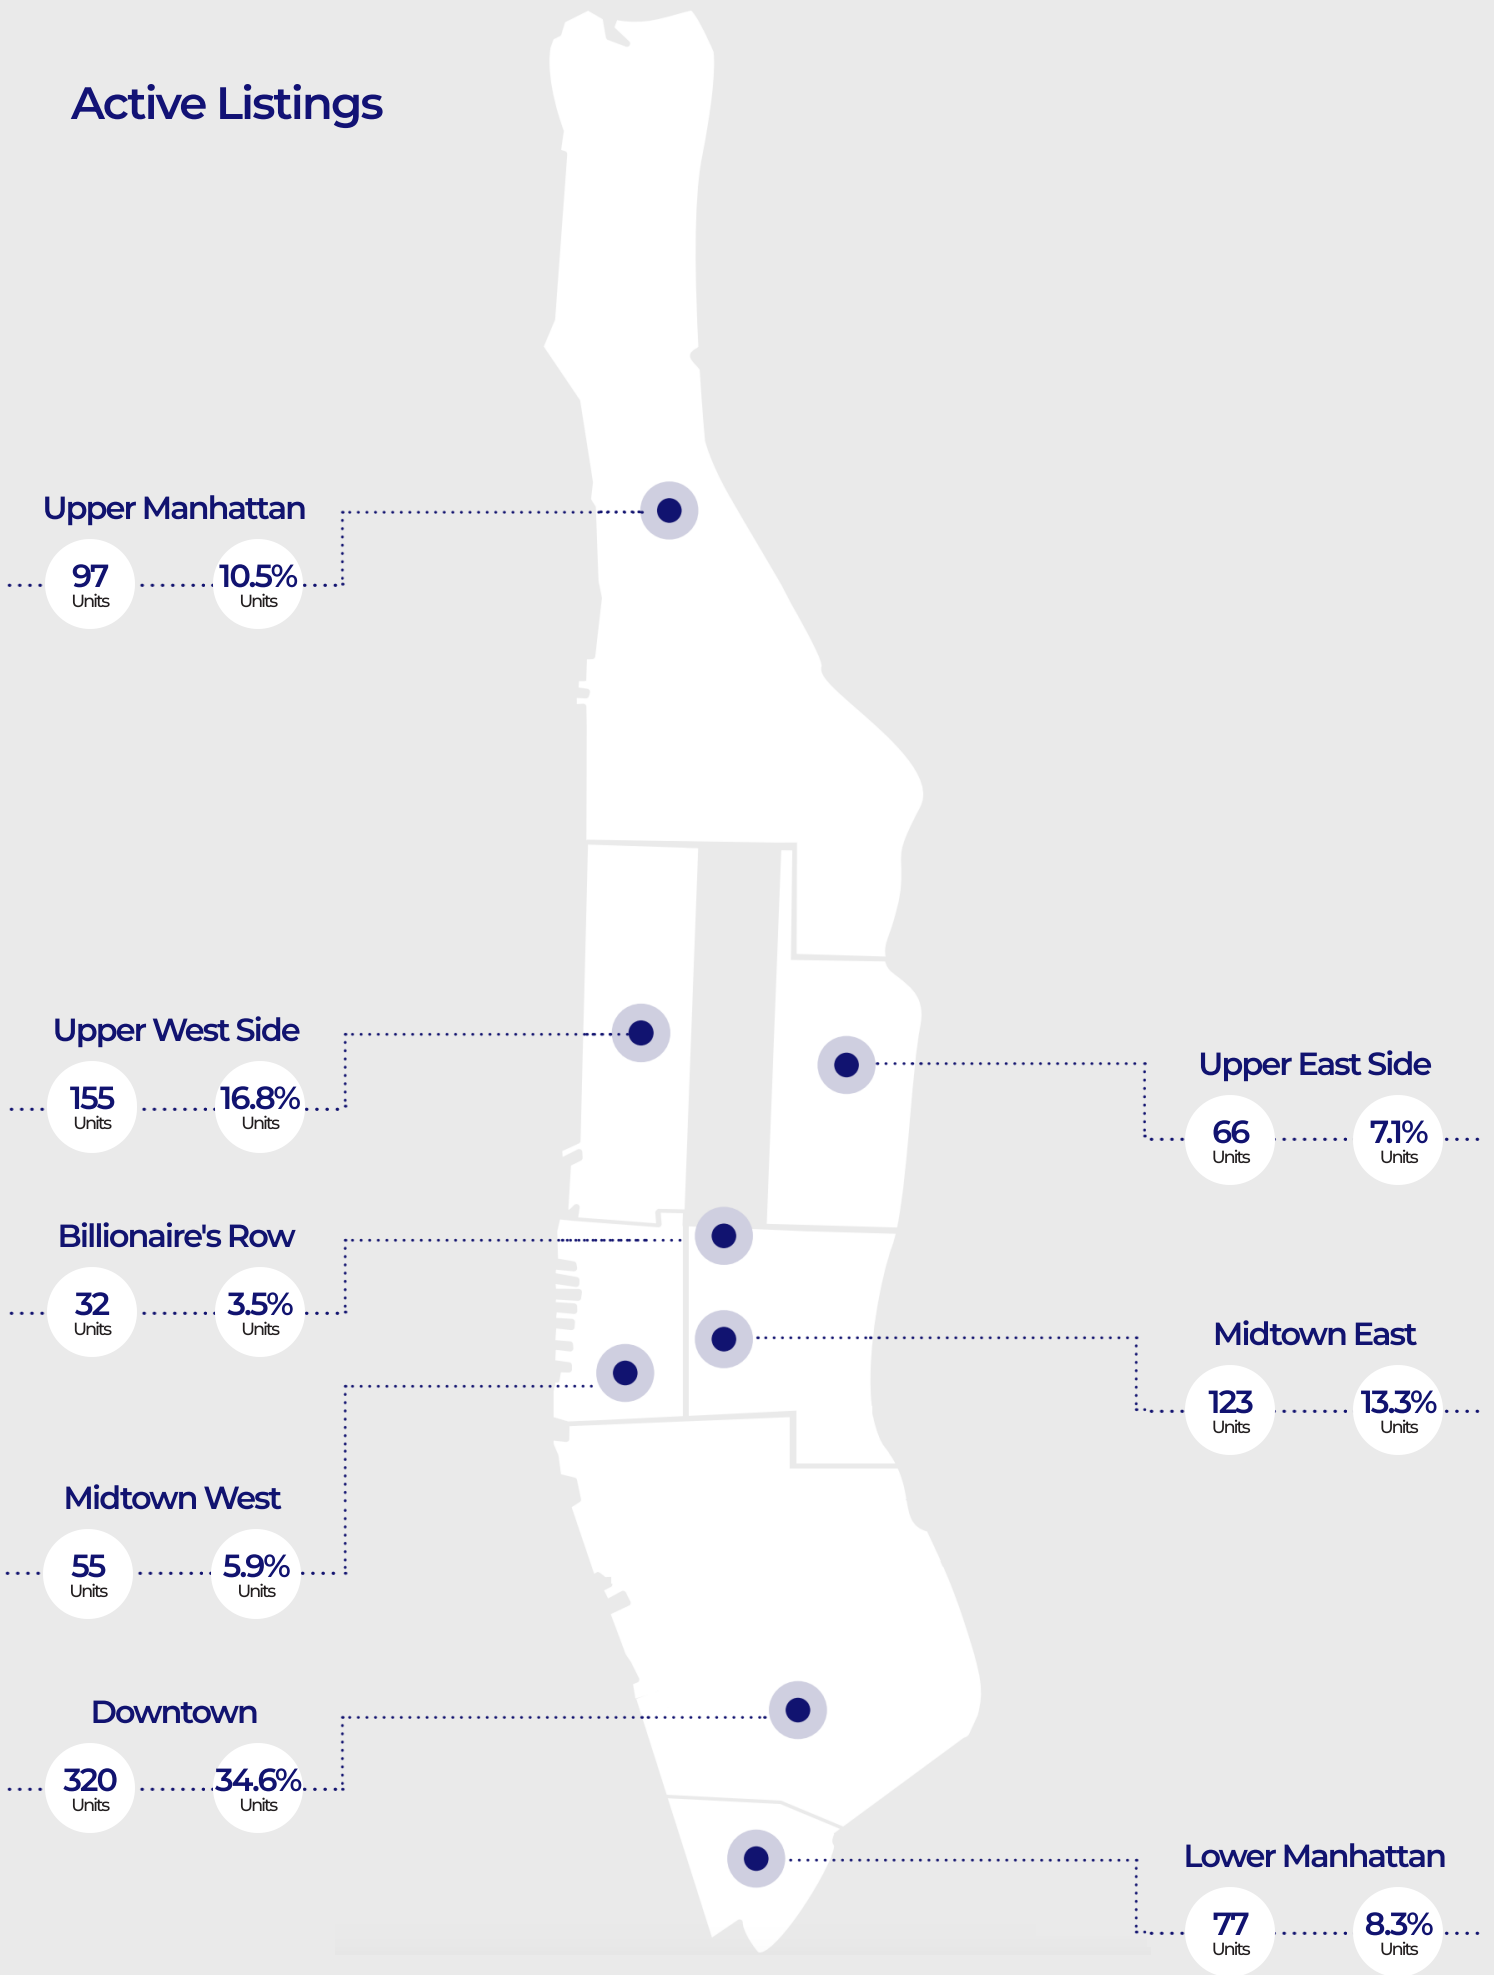 Active Listings
Upper Manhattan
97 10.5%
Units Units
Upper West Side
155 16.8%
Units Units
Upper East Side
66 7.1%
Units Units
Billionaire's Row
32 3.5%
Units Units
Midtown East
123 13.3%
Units Units
Midtown West
55 5.9%
Units Units
Downtown
320 34.6%
Units Units
Lower Manhattan
77 8.3%
Units Units